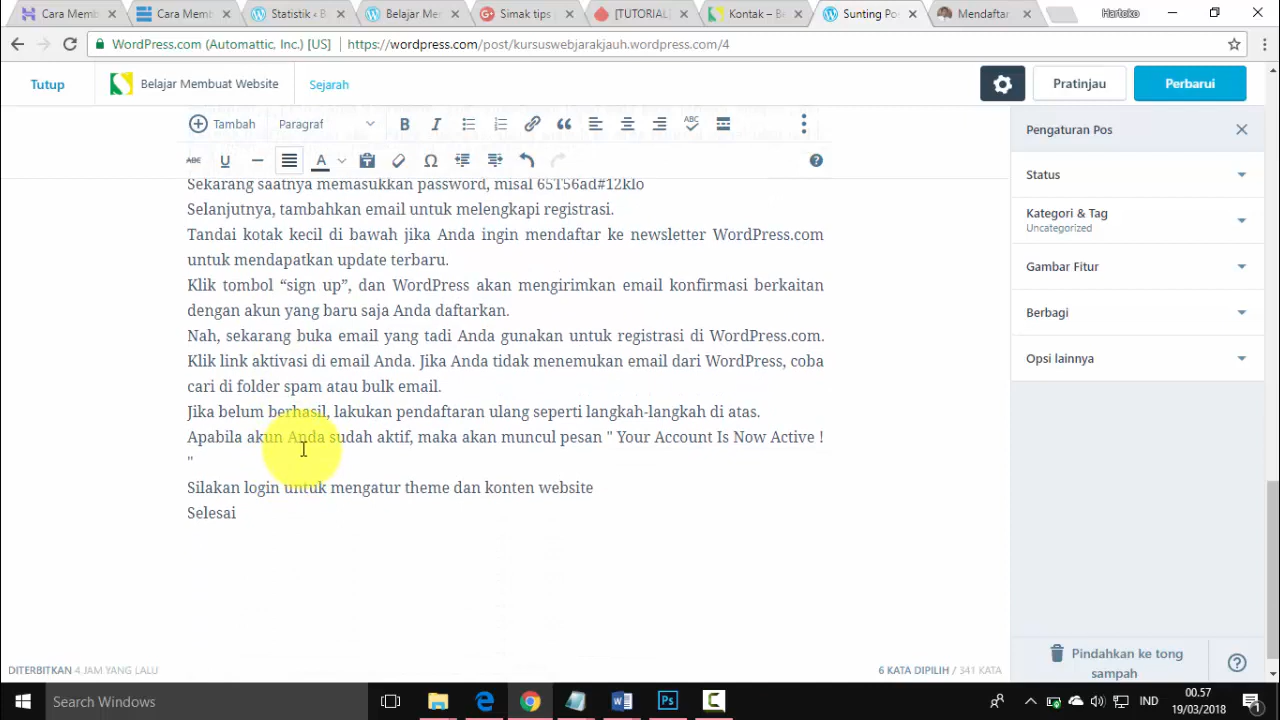 Cara Memb
Cara Memb
Statistik ‹ B
Belajar Me
Simak tips
[TUTORIAL]
Kontak – Be
Sunting Po
Mendaftar
Hartoko
WordPress.com (Automattic, Inc.) [US]
https://wordpress.com/post/kursuswebjarakjauh.wordpress.com/4
Tutup
Belajar Membuat Website
Sejarah
Pratinjau
Perbarui
Tambah
Paragraf
B I ABC
ABC U A Ω
Sekarang saatnya memasukkan password, misal 65T56ad#12klo
Selanjutnya, tambahkan email untuk melengkapi registrasi.
Tandai kotak kecil di bawah jika Anda ingin mendaftar ke newsletter WordPress.com
untuk mendapatkan update terbaru.
Klik tombol “sign up”, dan WordPress akan mengirimkan email konfirmasi berkaitan
dengan akun yang baru saja Anda daftarkan.
Nah, sekarang buka email yang tadi Anda gunakan untuk registrasi di WordPress.com.
Klik link aktivasi di email Anda. Jika Anda tidak menemukan email dari WordPress, coba
cari di folder spam atau bulk email.
Jika belum berhasil, lakukan pendaftaran ulang seperti langkah-langkah di atas.
Apabila akun Anda sudah aktif, maka akan muncul pesan " Your Account Is Now Active !
"
Silakan login untuk mengatur theme dan konten website
Selesai
Pengaturan Pos
Status
Kategori & Tag
Uncategorized
Gambar Fitur
Berbagi
Opsi lainnya
Pindahkan ke tong
sampah
DITERBITKAN 4 JAM YANG LALU
6 KATA DIPILIH / 341 KATA
Search Windows
IND
00.57
19/03/2018